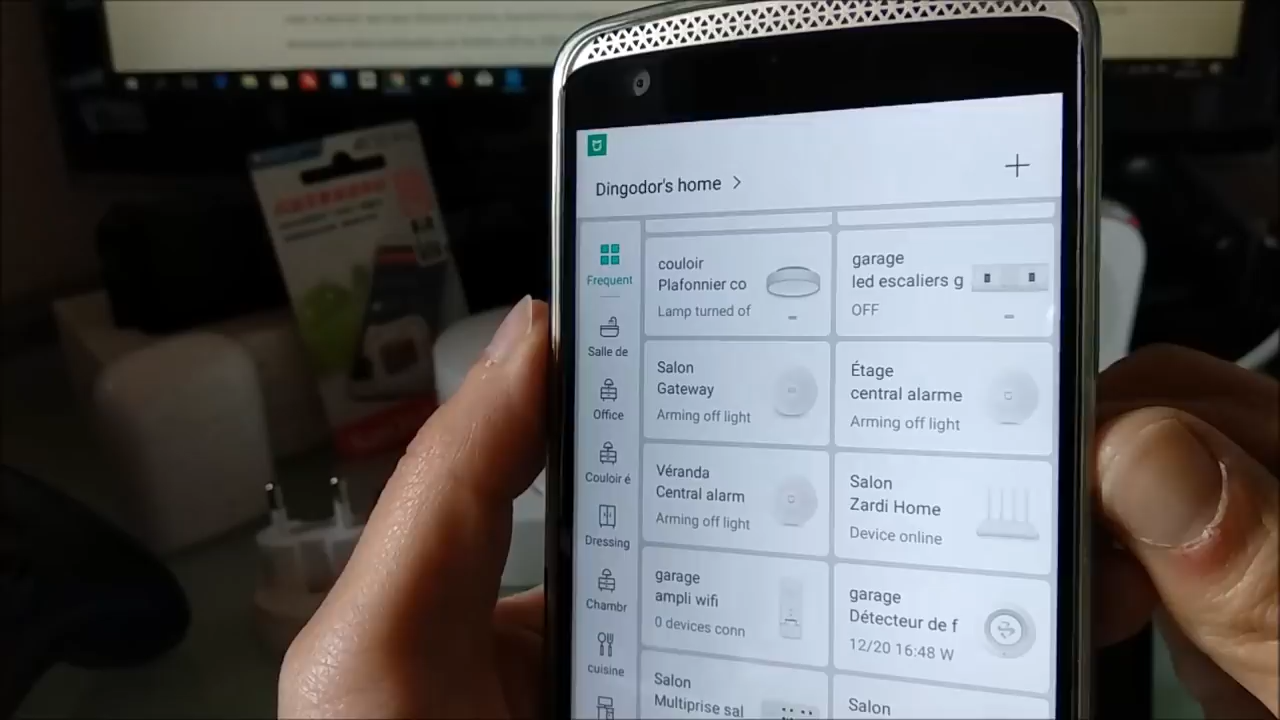 Dingodor's home
Frequent
Salle de
Office
Couloir é
Dressing
Chambr
cuisine
couloir
Plafonnier co
Lamp turned of
garage
led escaliers g
OFF
Salon
Gateway
Arming off light
Étage
central alarme
Arming off light
Véranda
Central alarm
Arming off light
Salon
Zardi Home
Device online
garage
ampli wifi
0 devices conn
garage
Détecteur de f
12/20 16:48 W
Salon
Multiprise sal
Salon